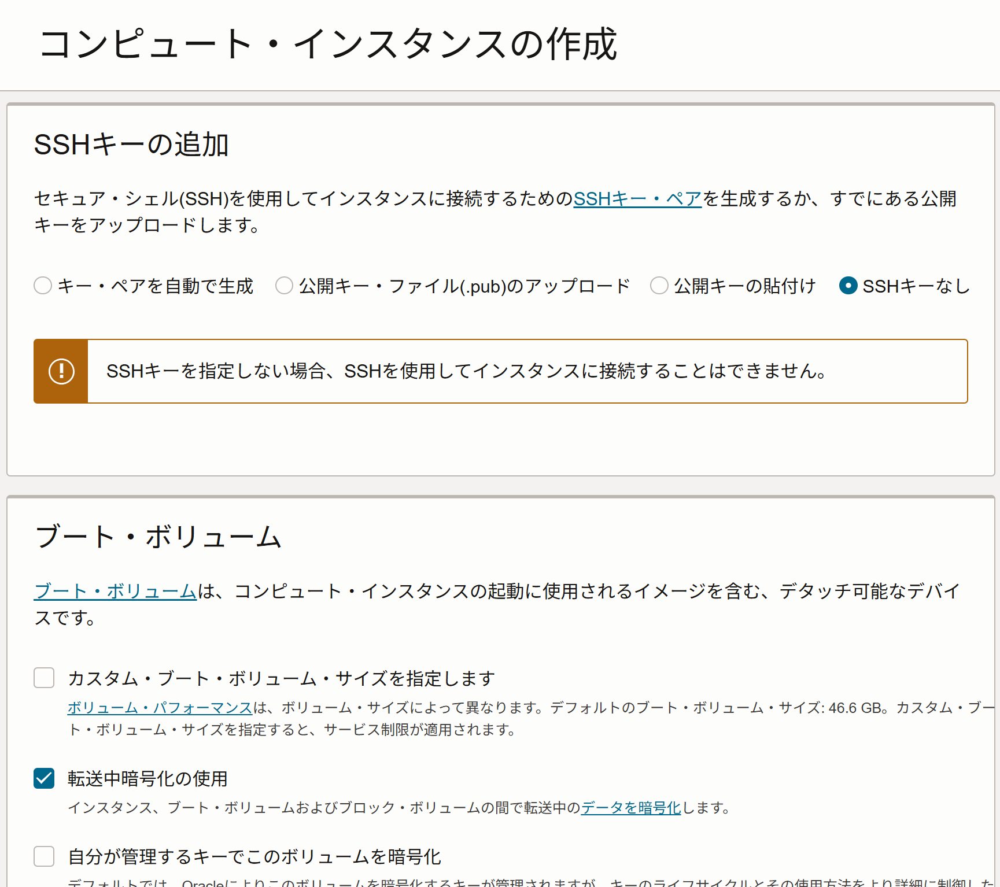 コンピュート・インスタンスの作成
SSHキーの追加
セキュア・シェル(SSH)を使用してインスタンスに接続するためのSSHキー・ペアを生成するか、すでにある公開
キーをアップロードします。
キー・ペアを自動で生成 公開キー・ファイル(.pub)のアップロード 公開キーの貼付け SSHキーなし
SSHキーを指定しない場合、SSHを使用してインスタンスに接続することはできません。
ブート・ボリューム
ブート・ボリュームは、コンピュート・インスタンスの起動に使用されるイメージを含む、デタッチ可能なデバイ
スです。
カスタム・ブート・ボリューム・サイズを指定します
ボリューム・パフォーマンスは、ボリューム・サイズによって異なります。デフォルトのブート・ボリューム・サイズ: 46.6 GB。カスタム・ブー
ト・ボリューム・サイズを指定すると、サービス制限が適用されます。
転送中暗号化の使用
インスタンス、ブート・ボリュームおよびブロック・ボリュームの間で転送中のデータを暗号化します。
自分が管理するキーでこのボリュームを暗号化
デフォルトでは、Oracleによりこのボリュームを暗号化するキーが管理されますが、キーのライフサイクルとその使用方法をより詳細に制御した